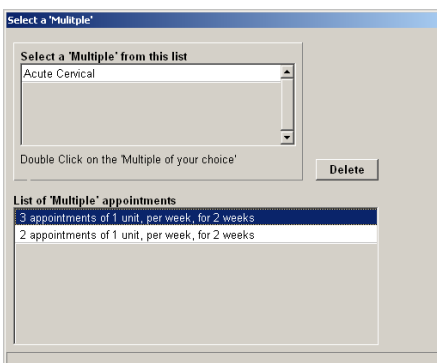 Select a 'Mulitple'
Select a 'Multiple' from this list
Acute Cervical
Double Click on the 'Multiple of your choice'
Delete
List of 'Multiple' appointments
3 appointments of 1 unit, per week, for 2 weeks
2 appointments of 1 unit, per week, for 2 weeks